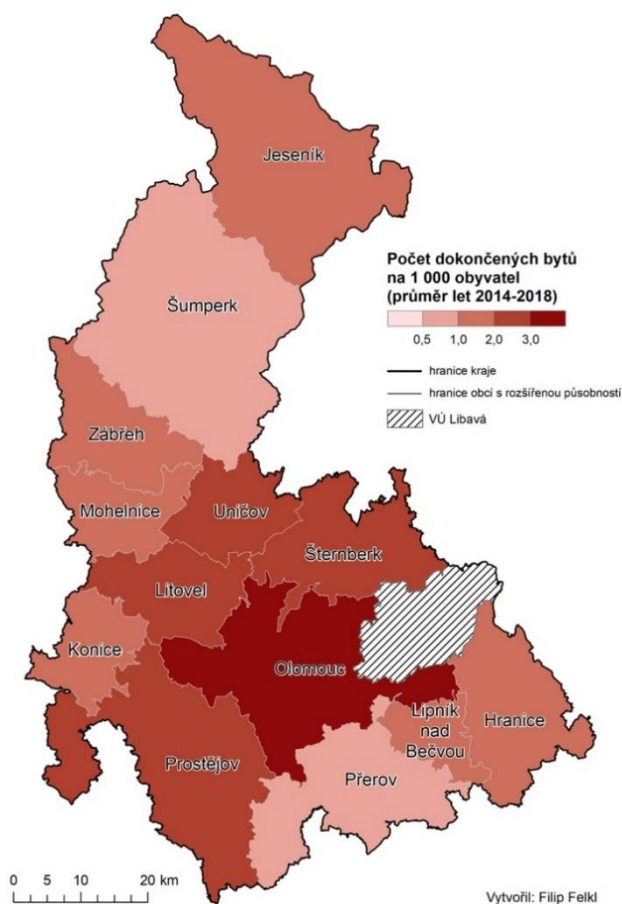 Jeseník
Počet dokončených bytů
na 1 000 obyvatel
(průměr let 2014-2018)
0,5 1,0 2,0 3,0
hranice kraje
hranice obcí s rozšířenou působností
VÚ Libavá
Šumperk
Zábřeh
Mohelnice
Uničov
Šternberk
Litovel
Konice
Olomouc
Lipník
nad
Bečvou
Hranice
Prostějov
Přerov
0 5 10 20 km
Vytvořil: Filip Felkl